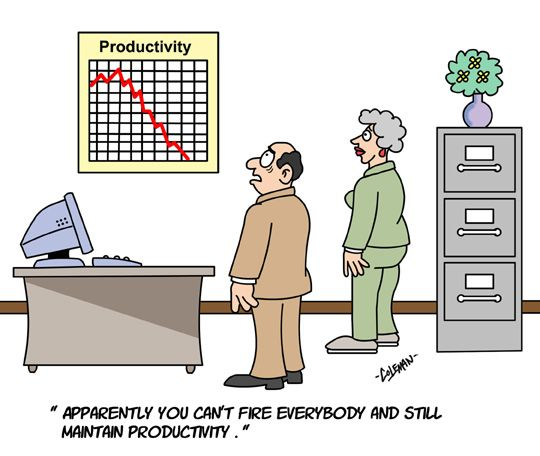 Productivity
-COLEMAN-
" APPARENTLY YOU CAN'T FIRE EVERYBODY AND STILL
MAINTAIN PRODUCTIVITY . "